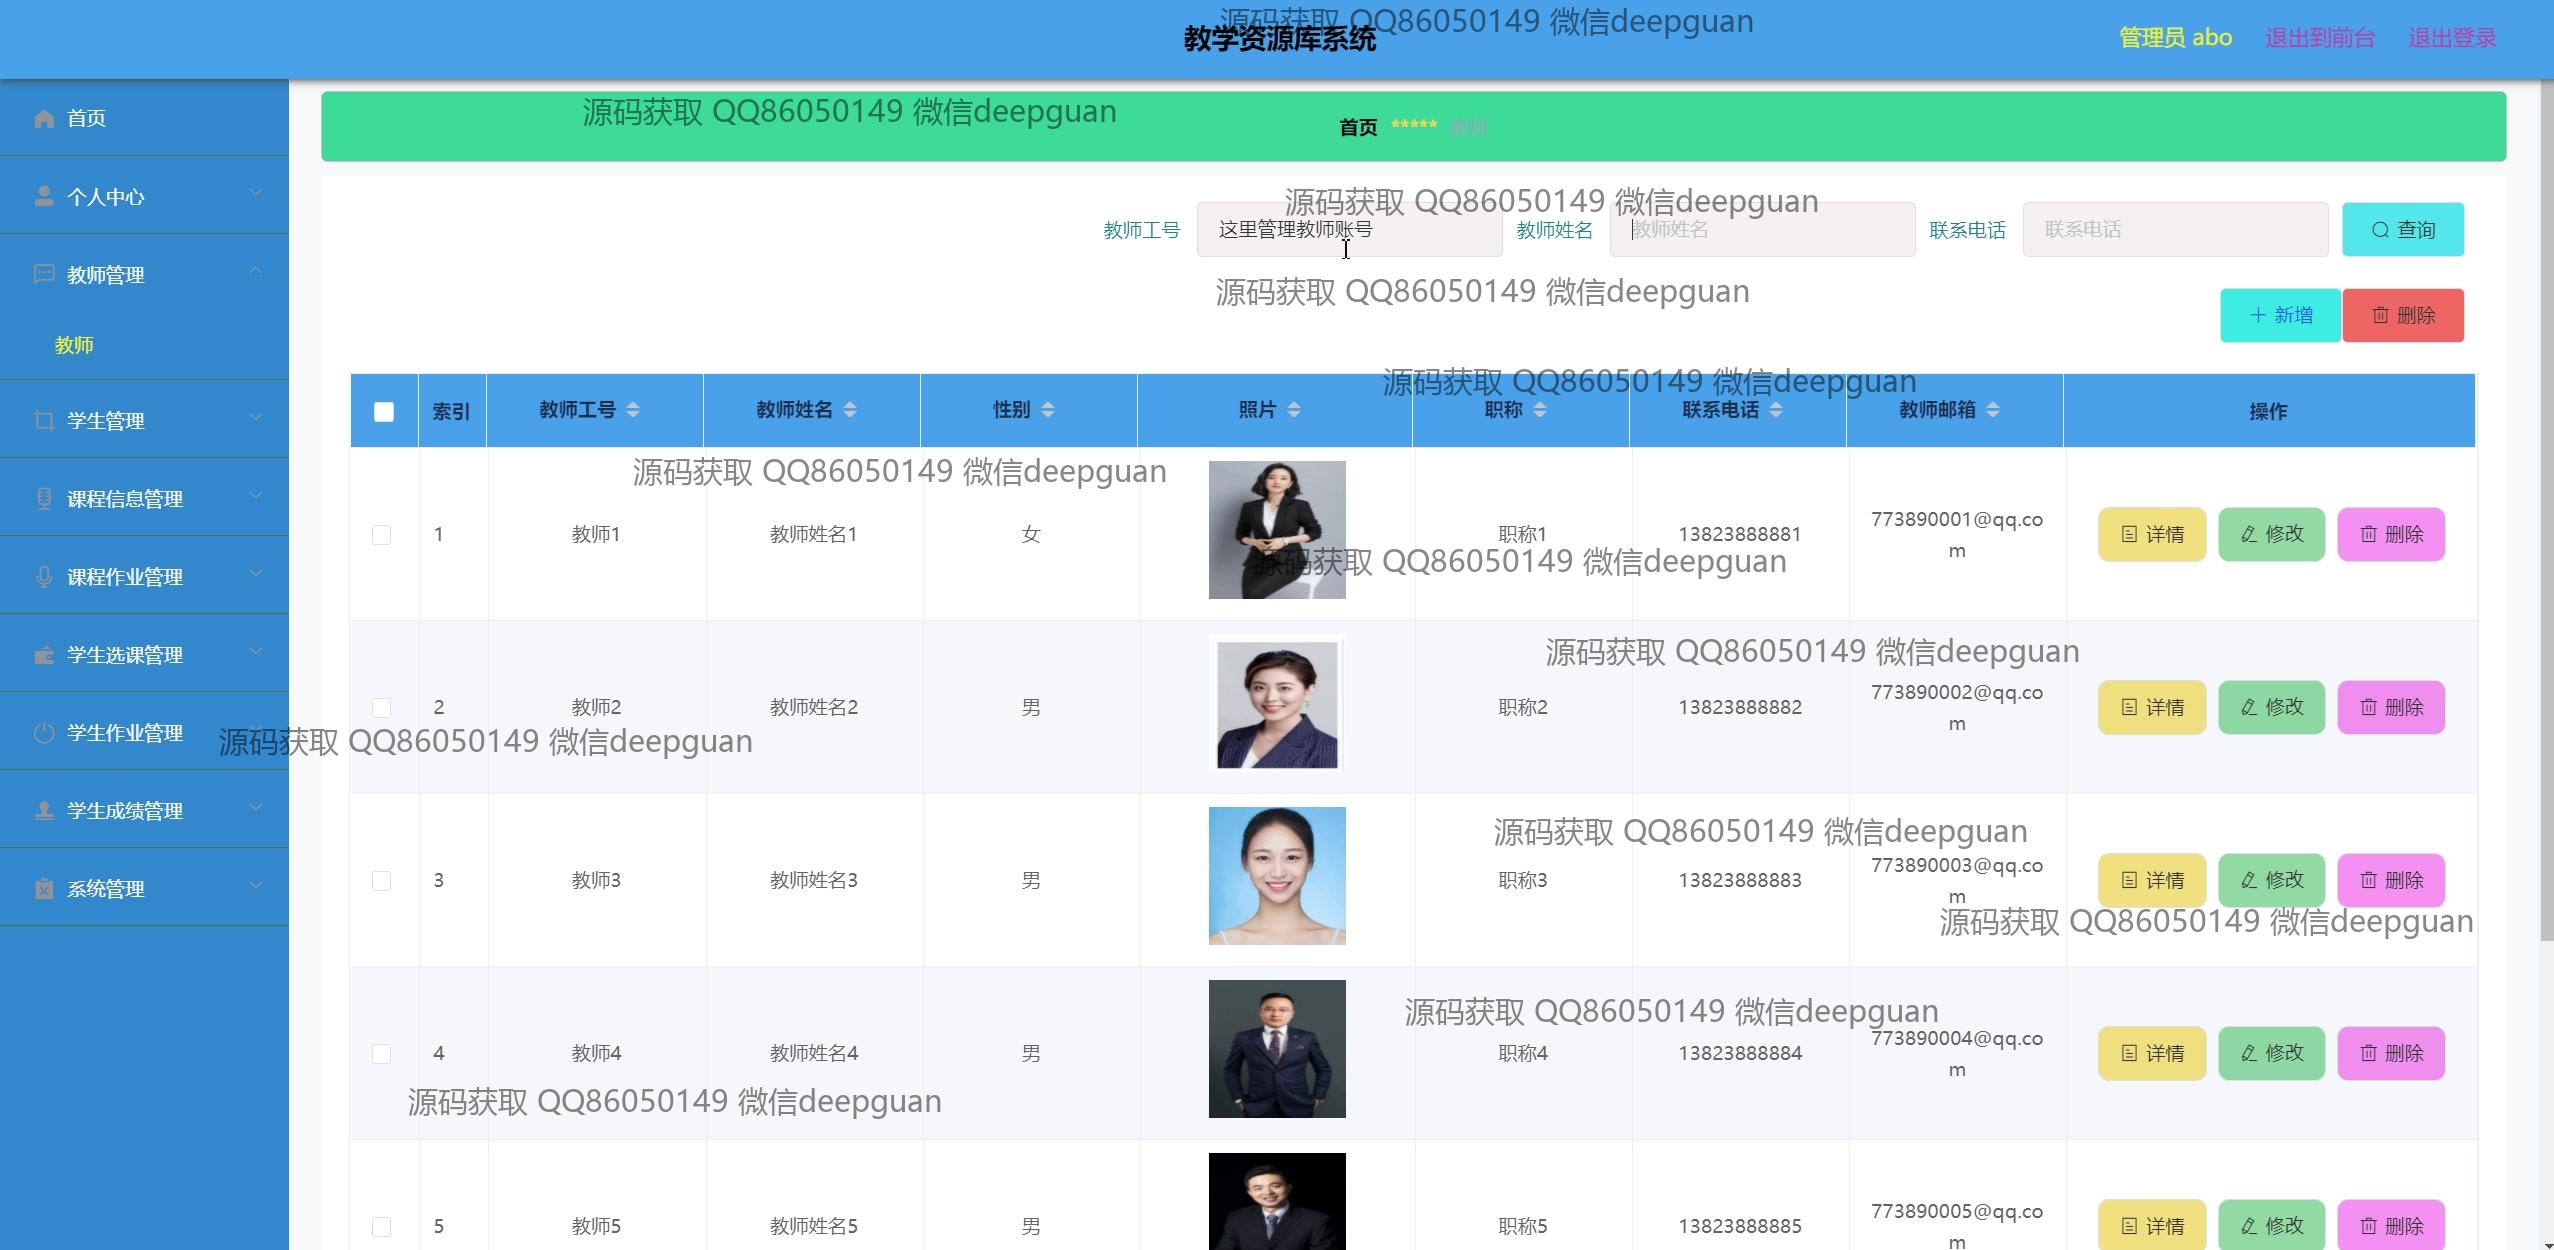 源码获取 QQ86050149 微信deepguan
教学资源库系统
管理员 abo 退出到前台 退出登录
首页
个人中心
教师管理
教师
学生管理
课程信息管理
课程作业管理
学生选课管理
学生作业管理
学生成绩管理
系统管理
源码获取 QQ86050149 微信deepguan
首页 ***** 教师
源码获取 QQ86050149 微信deepguan
教师工号 这里管理教师账号 教师姓名 教师姓名 联系电话 联系电话 查询
源码获取 QQ86050149 微信deepguan
新增 删除
源码获取 QQ86050149 微信deepguan
索引 教师工号 教师姓名 性别 照片 职称 联系电话 教师邮箱 操作
源码获取 QQ86050149 微信deepguan
1 教师1 教师姓名1 女 职称1 13823888881 773890001@qq.co
m 详情 修改 删除
源码获取 QQ86050149 微信deepguan
源码获取 QQ86050149 微信deepguan
2 教师2 教师姓名2 男 职称2 13823888882 773890002@qq.co
m 详情 修改 删除
源码获取 QQ86050149 微信deepguan
源码获取 QQ86050149 微信deepguan
3 教师3 教师姓名3 男 职称3 13823888883 773890003@qq.co
m 详情 修改 删除
源码获取 QQ86050149 微信deepguan
源码获取 QQ86050149 微信deepguan
4 教师4 教师姓名4 男 职称4 13823888884 773890004@qq.co
m 详情 修改 删除
源码获取 QQ86050149 微信deepguan
5 教师5 教师姓名5 男 职称5 13823888885 773890005@qq.co
m 详情 修改 删除